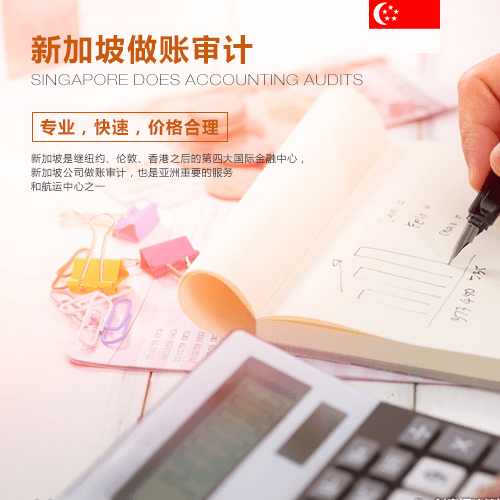 新加坡做账审计
SINGAPORE DOES ACCOUNTING AUDITS
专业，快速，价格合理
新加坡是继纽约、伦敦、香港之后的第四大国际金融中心，
新加坡公司做账审计，也是亚洲重要的服务
和航运中心之一